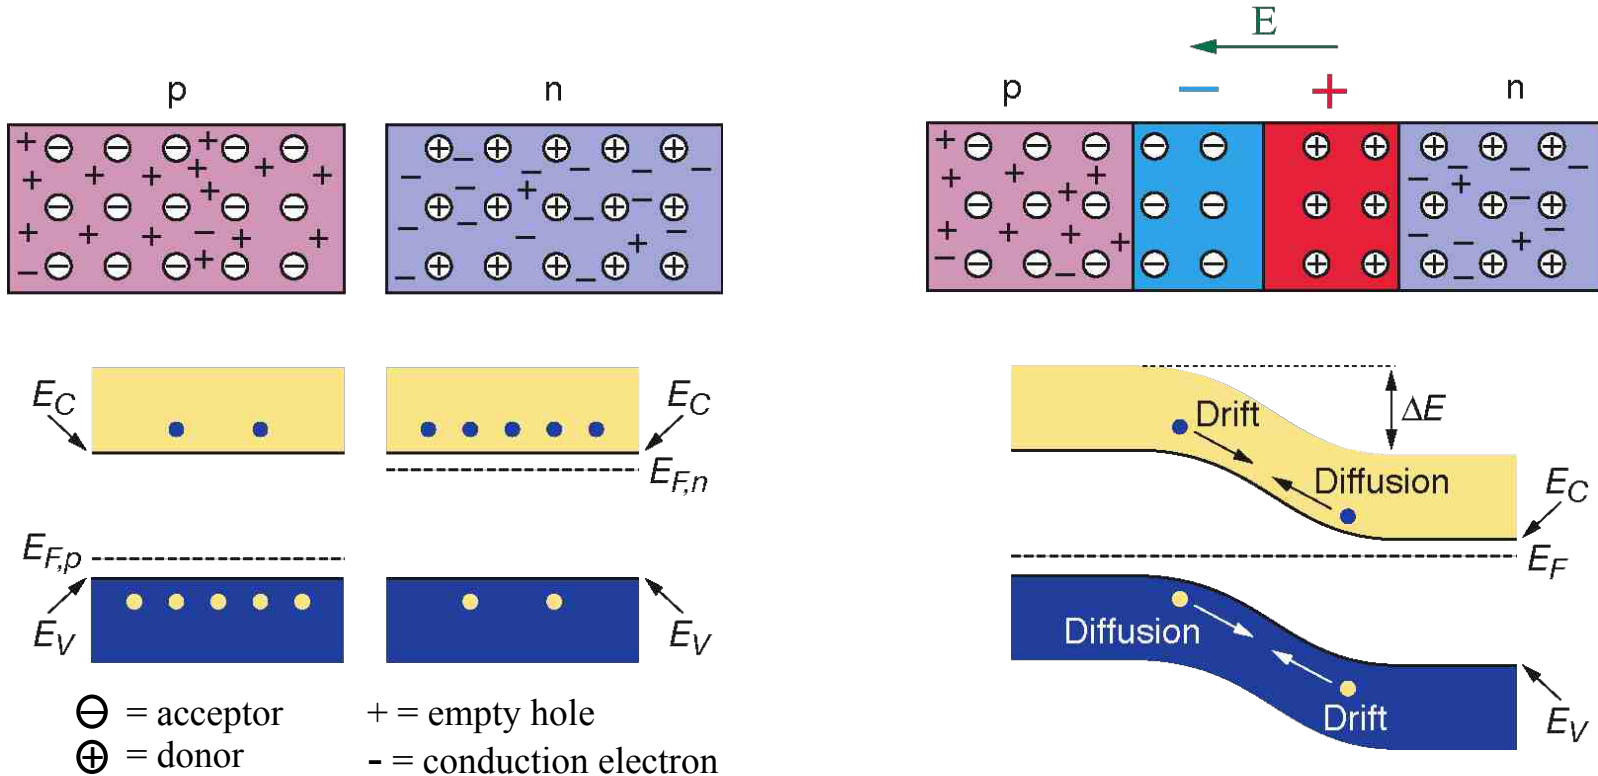 E
p
n
p
−
+
n
E_C
E_C
E_{F,n}
E_{F,p}
E_V
E_V
⊖ = acceptor
+ = empty hole
⊕ = donor
- = conduction electron
Drift
ΔE
Diffusion
E_C
E_F
Diffusion
Drift
E_V